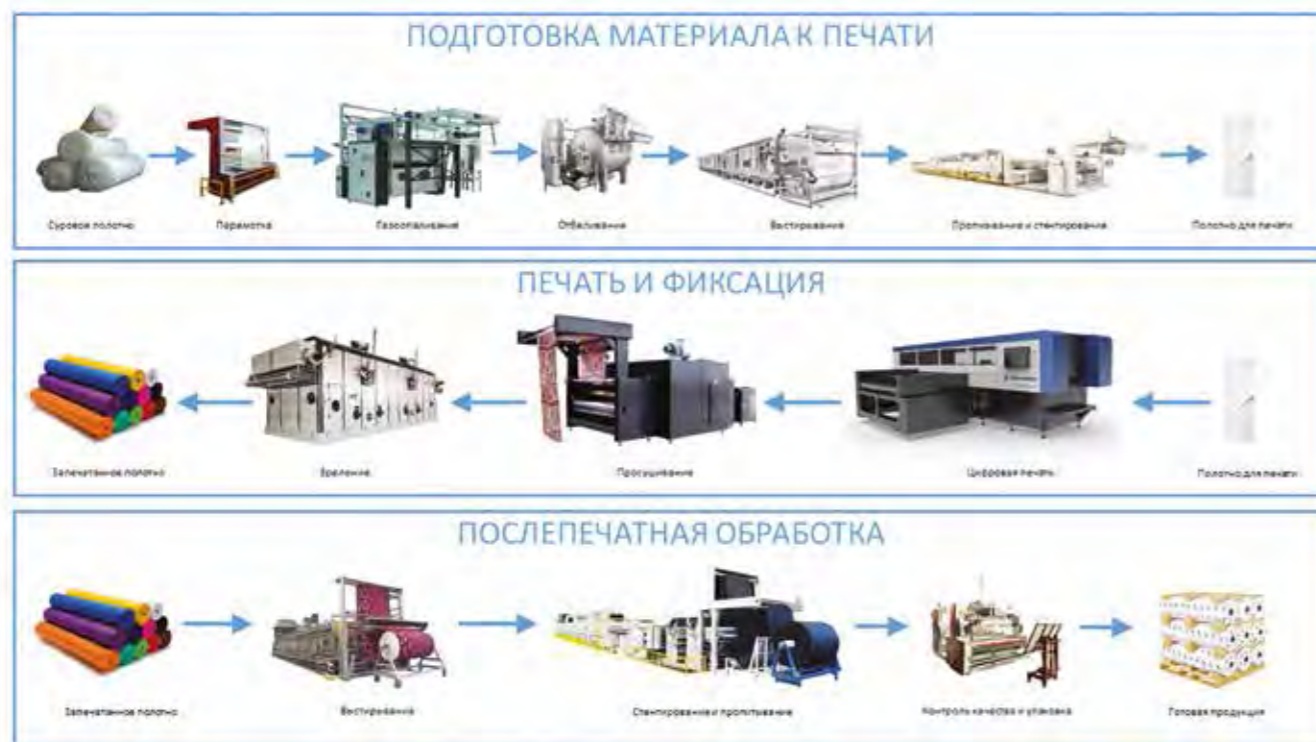 ПОДГОТОВКА МАТЕРИАЛА К ПЕЧАТИ
Суровое полотно Перемотка Газоопаливание Отбеливание Выстирывание Пропитывание и стентирование Полотно для печати
ПЕЧАТЬ И ФИКСАЦИЯ
Запечатанное полотно Зреление Просушивание Цифровая печать Полотно для печати
ПОСЛЕПЕЧАТНАЯ ОБРАБОТКА
Запечатанное полотно Выстирывание Стентирование и пропитывание Контроль качества и упаковка Готовая продукция